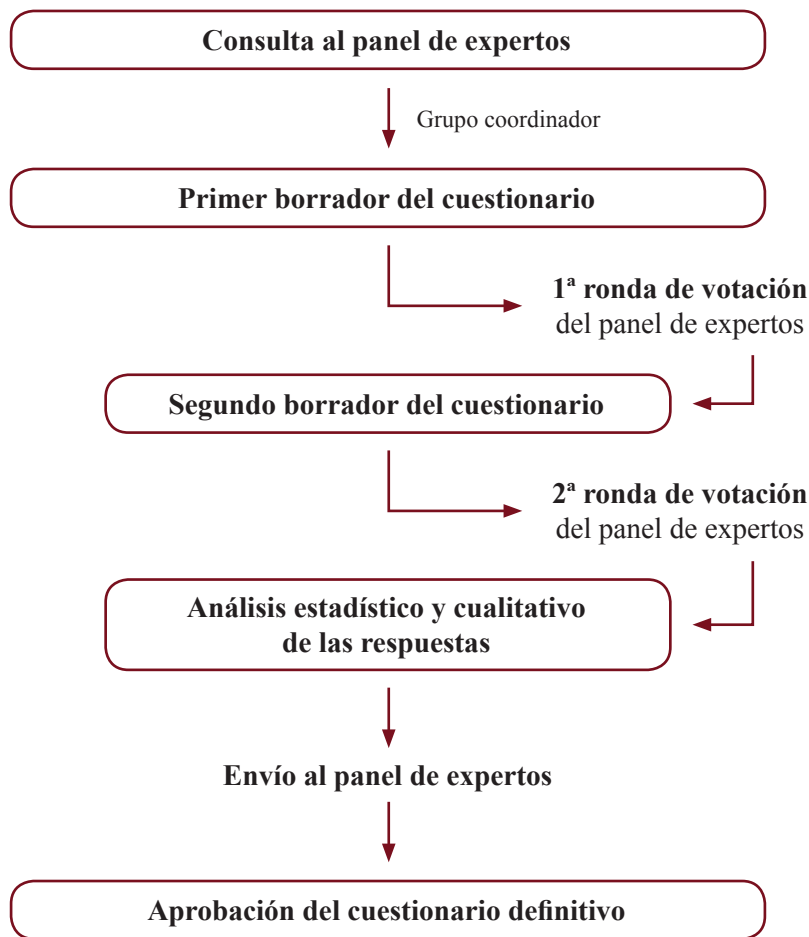 Consulta al panel de expertos
Grupo coordinador
Primer borrador del cuestionario
1ª ronda de votación
del panel de expertos
Segundo borrador del cuestionario
2ª ronda de votación
del panel de expertos
Análisis estadístico y cualitativo
de las respuestas
Envío al panel de expertos
Aprobación del cuestionario definitivo